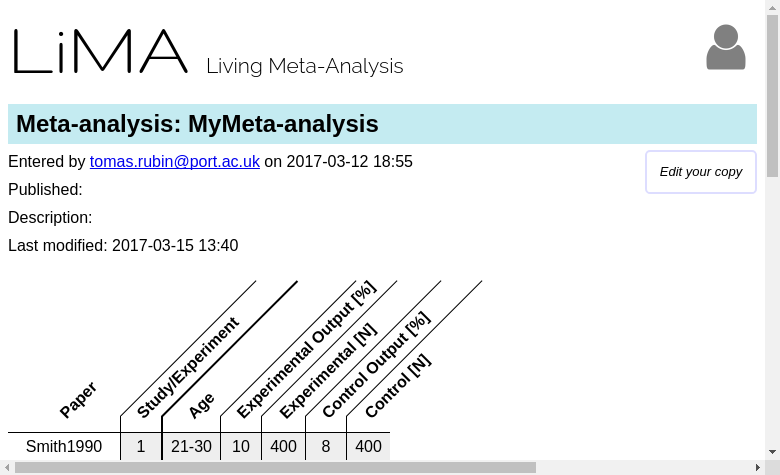 LiMA Living Meta-Analysis
Meta-analysis: MyMeta-analysis
Entered by tomas.rubin@port.ac.uk on 2017-03-12 18:55
Edit your copy
Published:
Description:
Last modified: 2017-03-15 13:40
Paper
Study/Experiment
Age
Experimental Output [%]
Experimental [N]
Control Output [%]
Control [N]
Smith1990 1 21-30 10 400 8 400